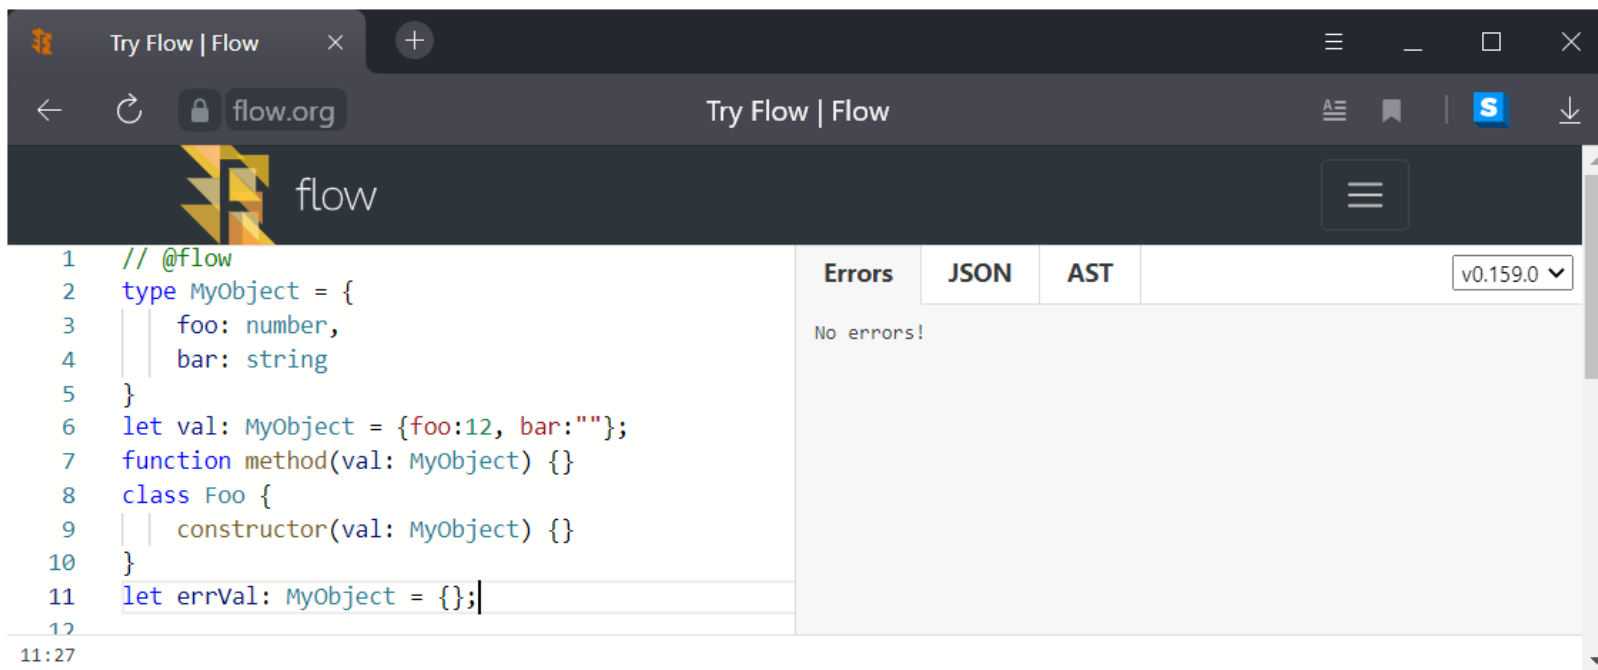 Try Flow | Flow
flow.org
Try Flow | Flow
S
flow
1 // @flow
2 type MyObject = {
3 foo: number,
4 bar: string
5 }
6 let val: MyObject = {foo:12, bar:""};
7 function method(val: MyObject) {}
8 class Foo {
9 constructor(val: MyObject) {}
10 }
11 let errVal: MyObject = {};
12
Errors JSON AST v0.159.0
No errors!
11:27